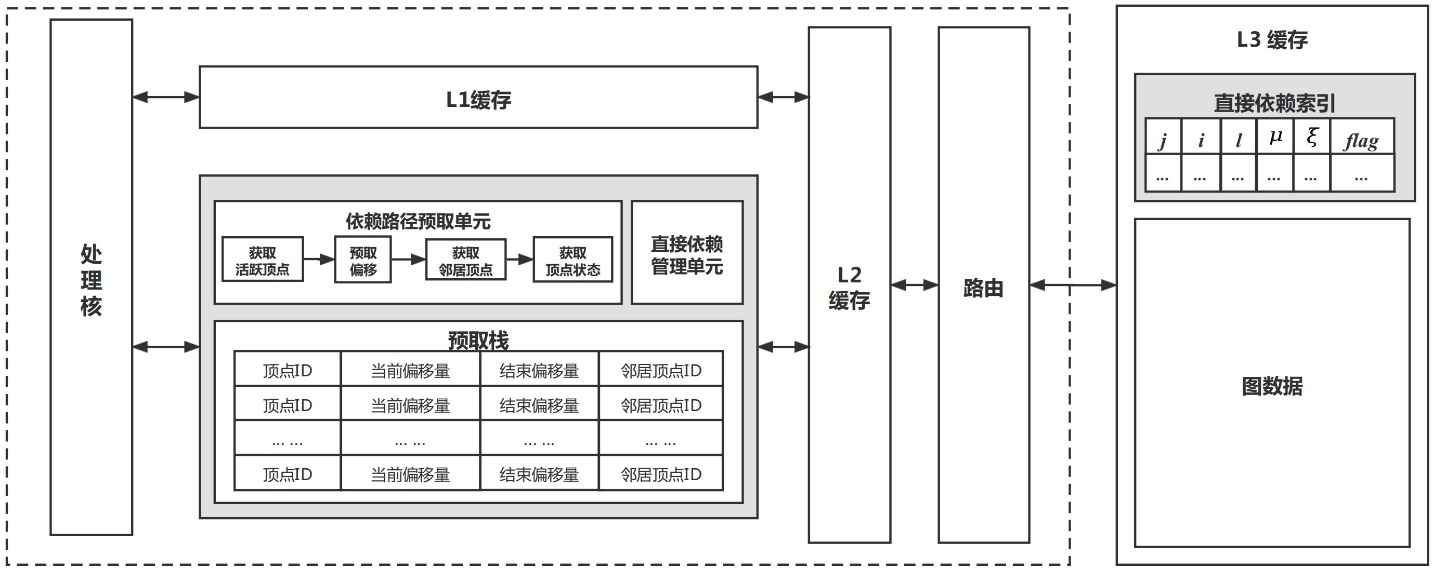 处
理
核
L1缓存
依赖路径预取单元
获取
活跃顶点
预取
偏移
获取
邻居顶点
获取
顶点状态
直接依赖
管理单元
预取栈
顶点ID 当前偏移量 结束偏移量 邻居顶点ID
顶点ID 当前偏移量 结束偏移量 邻居顶点ID
... ... ... ... ... ... ... ...
顶点ID 当前偏移量 结束偏移量 邻居顶点ID
L2
缓存
路由
L3 缓存
直接依赖索引
j i l μ ξ flag
... ... ... ... ... ...
图数据